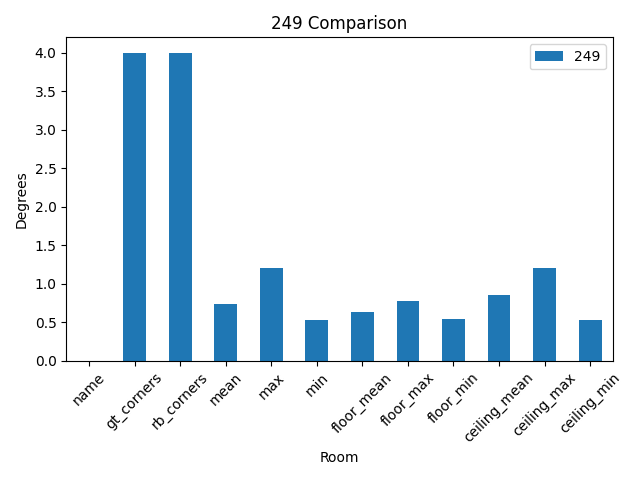 249 Comparison
249
Degrees
4.0
3.5
3.0
2.5
2.0
1.5
1.0
0.5
0.0
name
gt_corners
rb_corners
mean
max
min
floor_mean
floor_max
floor_min
ceiling_mean
ceiling_max
ceiling_min
Room